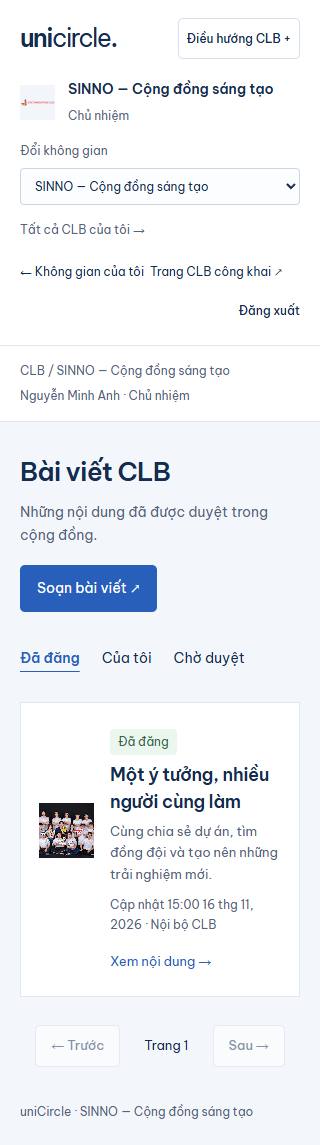 unicircle.
Điều hướng CLB +
SINNO — Cộng đồng sáng tạo
Chủ nhiệm
Đổi không gian
SINNO — Cộng đồng sáng tạo
Tất cả CLB của tôi →
← Không gian của tôi Trang CLB công khai ↗
Đăng xuất
CLB / SINNO — Cộng đồng sáng tạo
Nguyễn Minh Anh · Chủ nhiệm
Bài viết CLB
Những nội dung đã được duyệt trong
cộng đồng.
Soạn bài viết ↗
Đã đăng Của tôi Chờ duyệt
Đã đăng
Một ý tưởng, nhiều
người cùng làm
Cùng chia sẻ dự án, tìm
đồng đội và tạo nên những
trải nghiệm mới.
Cập nhật 15:00 16 thg 11,
2026 · Nội bộ CLB
Xem nội dung →
← Trước Trang 1 Sau →
uniCircle · SINNO — Cộng đồng sáng tạo